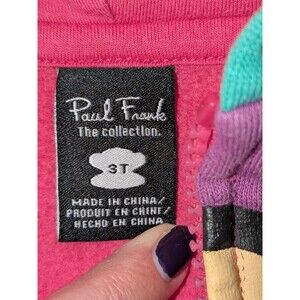 Paul Frank
The collection.
3T
MADE IN CHINA/
PRODUIT EN CHINE/
HECHO EN CHINA